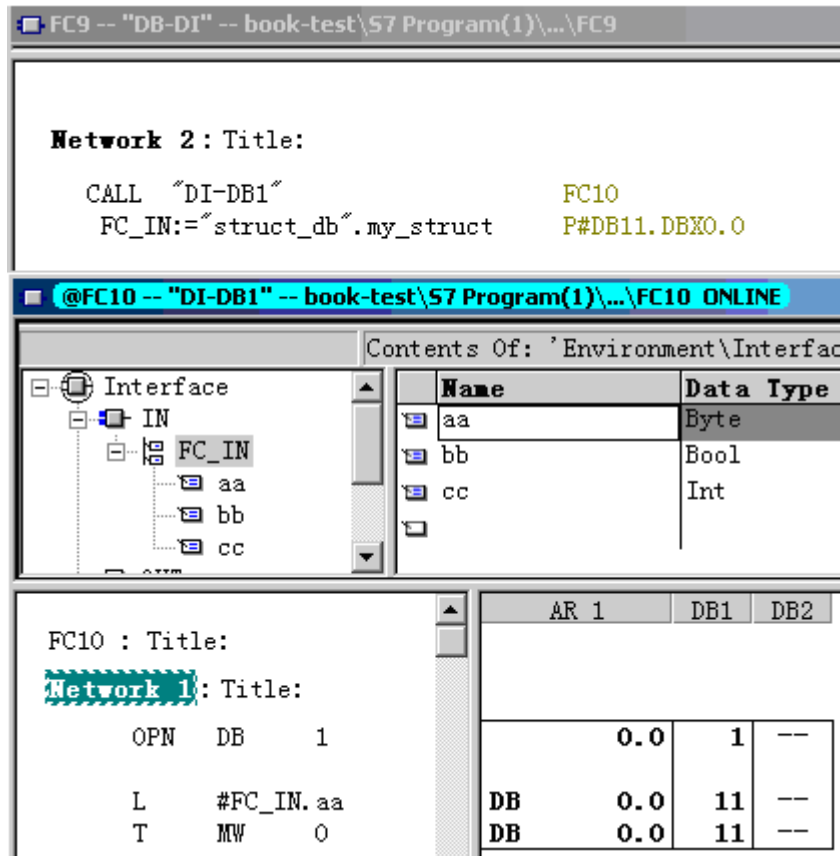 FC9 -- "DB-DI" -- book-test\S7 Program(1)\...\FC9
Network 2: Title:
CALL "DI-DB1" FC10
FC_IN:="struct_db".my_struct P#DB11.DBX0.0
@FC10 -- "DI-DB1" -- book-test\S7 Program(1)\...\FC10 ONLINE
Contents Of: 'Environment\Interfac
Interface
IN
FC_IN
aa
bb
cc
Name Data Type
aa Byte
bb Bool
cc Int
FC10 : Title:
Network 1: Title:
OPN DB 1
L #FC_IN.aa
T MW 0
AR 1 DB1 DB2
0.0 1 --
DB 0.0 11 --
DB 0.0 11 --